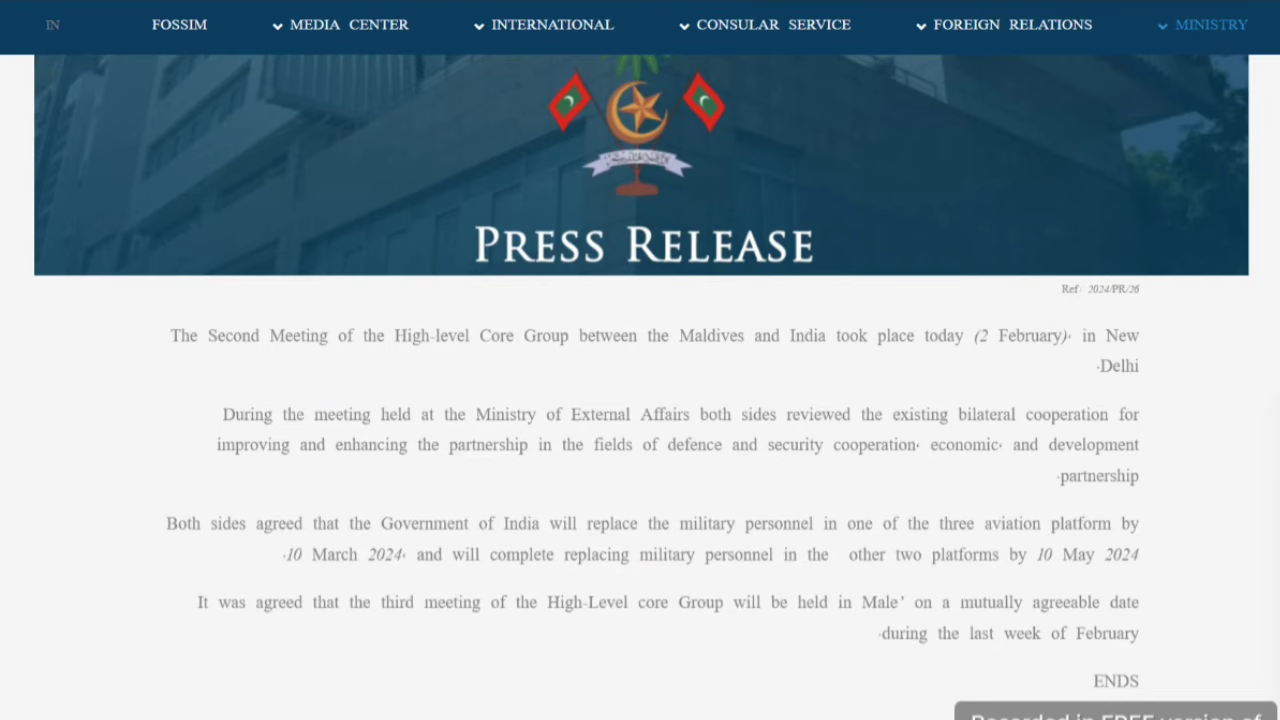 IN FOSSIM MEDIA CENTER INTERNATIONAL CONSULAR SERVICE FOREIGN RELATIONS MINISTRY
PRESS RELEASE
Ref: 2024/PR/26
The Second Meeting of the High-level Core Group between the Maldives and India took place today (2 February), in New
.Delhi
During the meeting held at the Ministry of External Affairs both sides reviewed the existing bilateral cooperation for
improving and enhancing the partnership in the fields of defence and security cooperation, economic, and development
.partnership
Both sides agreed that the Government of India will replace the military personnel in one of the three aviation platform by
.10 March 2024, and will complete replacing military personnel in the other two platforms by 10 May 2024
It was agreed that the third meeting of the High-Level core Group will be held in Male' on a mutually agreeable date
.during the last week of February
ENDS
Recorded in FREE version of